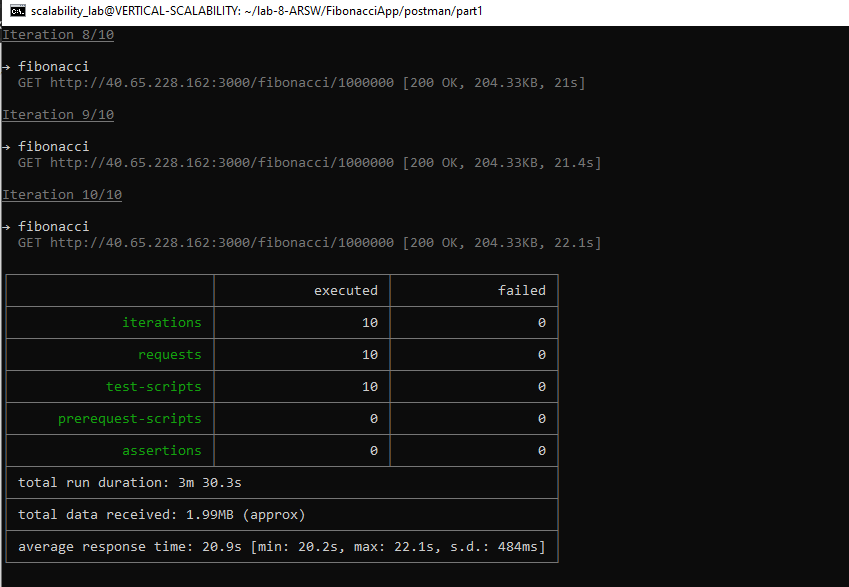 scalability_lab@VERTICAL-SCALABILITY: ~/lab-8-ARSW/FibonacciApp/postman/part1
Iteration 8/10
→ fibonacci
GET http://40.65.228.162:3000/fibonacci/1000000 [200 OK, 204.33KB, 21s]
Iteration 9/10
→ fibonacci
GET http://40.65.228.162:3000/fibonacci/1000000 [200 OK, 204.33KB, 21.4s]
Iteration 10/10
→ fibonacci
GET http://40.65.228.162:3000/fibonacci/1000000 [200 OK, 204.33KB, 22.1s]
executed failed
iterations 10 0
requests 10 0
test-scripts 10 0
prerequest-scripts 0 0
assertions 0 0
total run duration: 3m 30.3s
total data received: 1.99MB (approx)
average response time: 20.9s [min: 20.2s, max: 22.1s, s.d.: 484ms]